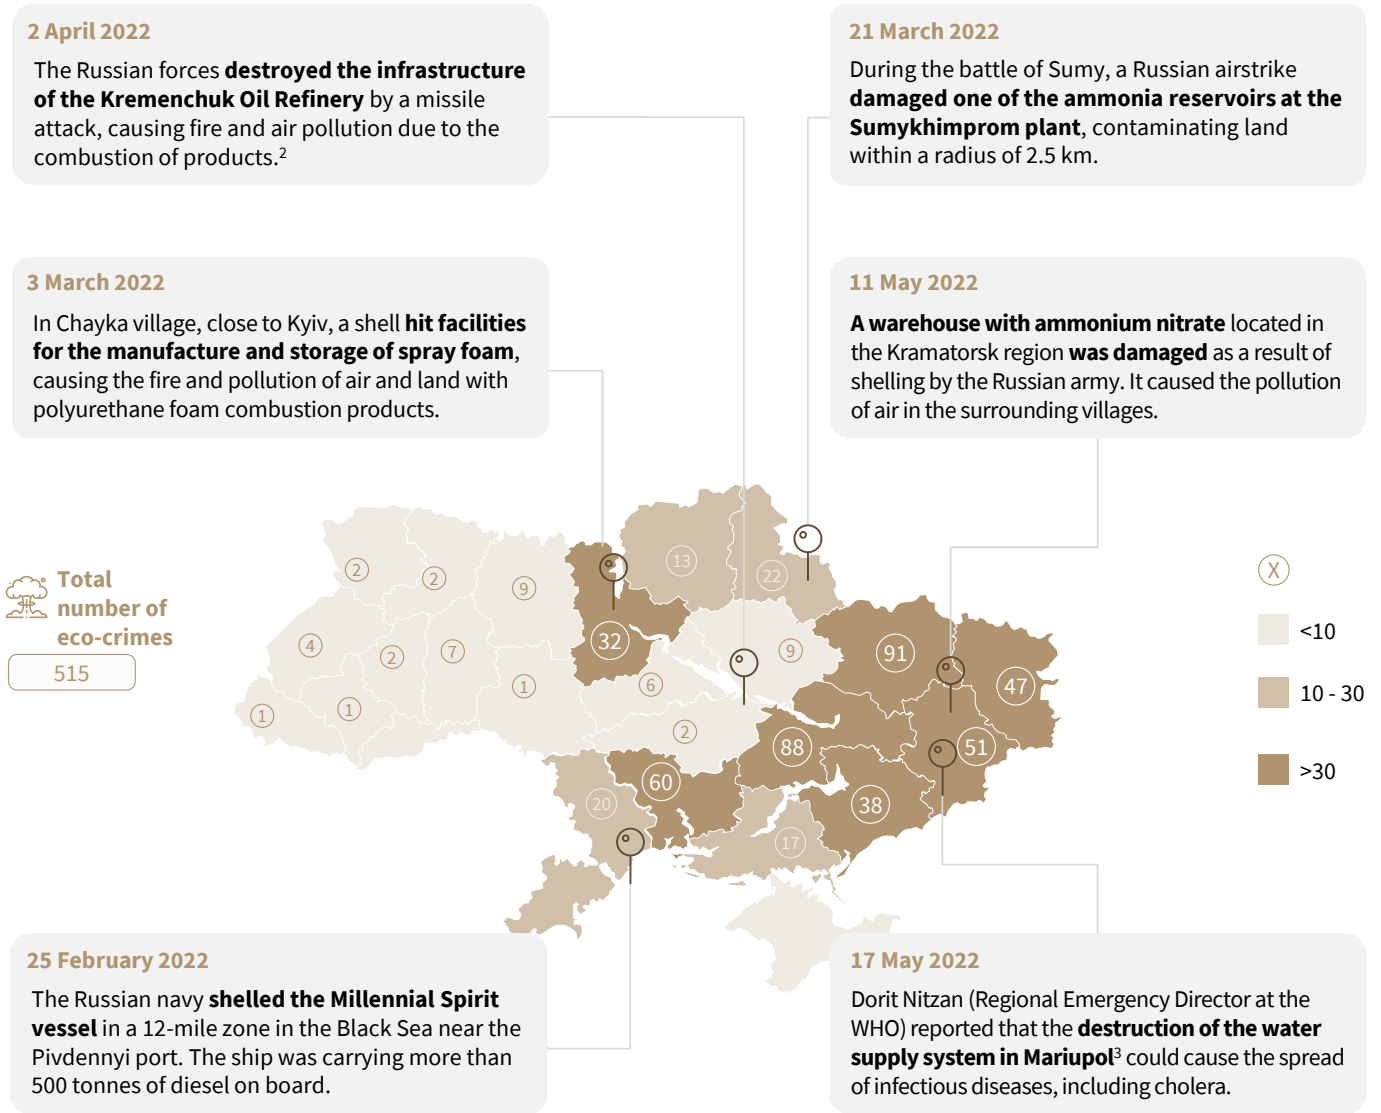 2 April 2022
The Russian forces destroyed the infrastructure
of the Kremenchuk Oil Refinery by a missile
attack, causing fire and air pollution due to the
combustion of products.²
21 March 2022
During the battle of Sumy, a Russian airstrike
damaged one of the ammonia reservoirs at the
Sumykhimprom plant, contaminating land
within a radius of 2.5 km.
3 March 2022
In Chayka village, close to Kyiv, a shell hit facilities
for the manufacture and storage of spray foam,
causing the fire and pollution of air and land with
polyurethane foam combustion products.
11 May 2022
A warehouse with ammonium nitrate located in
the Kramatorsk region was damaged as a result of
shelling by the Russian army. It caused the pollution
of air in the surrounding villages.
Total
number of
eco-crimes
515
2
2
9
13
22
4
2
7
32
9
91
47
1
1
1
6
2
88
51
60
20
38
17
X
<10
10 - 30
>30
25 February 2022
The Russian navy shelled the Millennial Spirit
vessel in a 12-mile zone in the Black Sea near the
Pivdennyi port. The ship was carrying more than
500 tonnes of diesel on board.
17 May 2022
Dorit Nitzan (Regional Emergency Director at the
WHO) reported that the destruction of the water
supply system in Mariupol³ could cause the spread
of infectious diseases, including cholera.